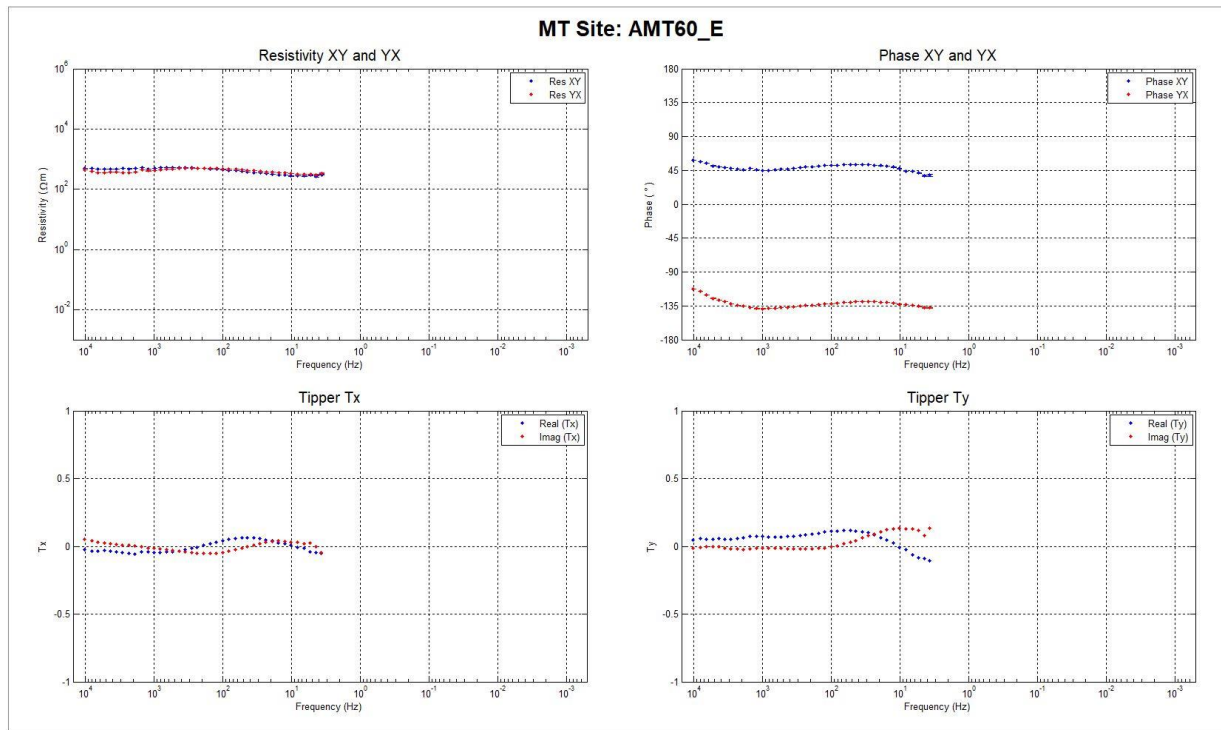 MT Site: AMT60_E
Resistivity XY and YX
10^6
10^4
10^2
10^0
10^-2
Resistivity (Ωm)
Res XY
Res YX
10^4 10^3 10^2 10^1 10^0 10^-1 10^-2 10^-3
Frequency (Hz)
Phase XY and YX
180
135
90
45
0
-45
-90
-135
-180
Phase (°)
Phase XY
Phase YX
10^4 10^3 10^2 10^1 10^0 10^-1 10^-2 10^-3
Frequency (Hz)
Tipper Tx
1
0.5
0
-0.5
-1
Tx
Real (Tx)
Imag (Tx)
10^4 10^3 10^2 10^1 10^0 10^-1 10^-2 10^-3
Frequency (Hz)
Tipper Ty
1
0.5
0
-0.5
-1
Ty
Real (Ty)
Imag (Ty)
10^4 10^3 10^2 10^1 10^0 10^-1 10^-2 10^-3
Frequency (Hz)